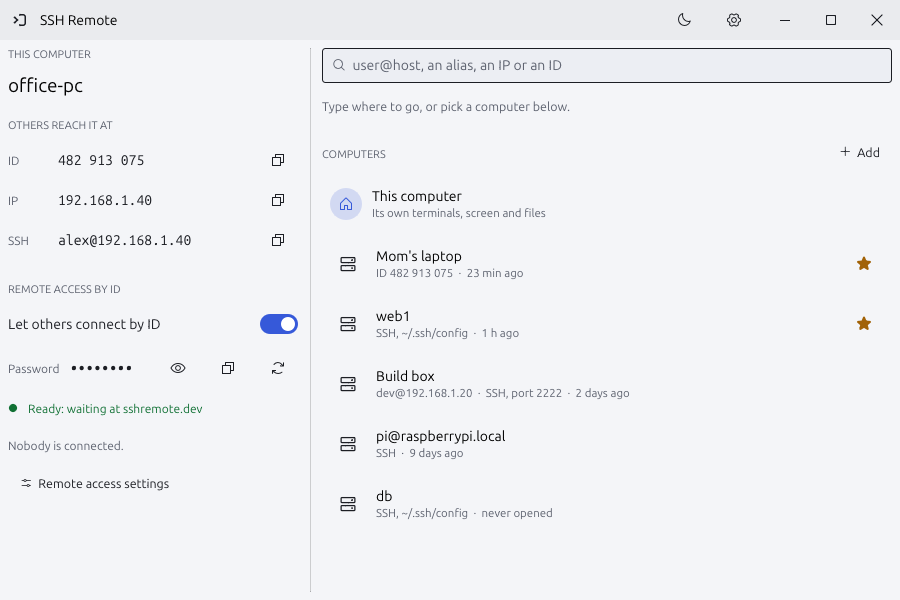 SSH Remote
THIS COMPUTER
office-pc
OTHERS REACH IT AT
ID 482 913 075
IP 192.168.1.40
SSH alex@192.168.1.40
REMOTE ACCESS BY ID
Let others connect by ID
Password ••••••••
Ready: waiting at sshremote.dev
Nobody is connected.
Remote access settings
user@host, an alias, an IP or an ID
Type where to go, or pick a computer below.
COMPUTERS
Add
This computer
Its own terminals, screen and files
Mom's laptop
ID 482 913 075 · 23 min ago
web1
SSH, ~/.ssh/config · 1 h ago
Build box
dev@192.168.1.20 · SSH, port 2222 · 2 days ago
pi@raspberrypi.local
SSH · 9 days ago
db
SSH, ~/.ssh/config · never opened